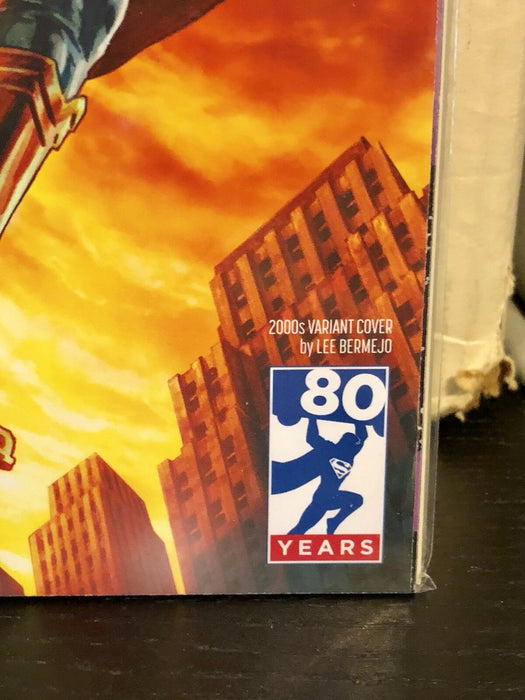 2000s VARIANT COVER
by LEE BERMEJO
80
S
YEARS